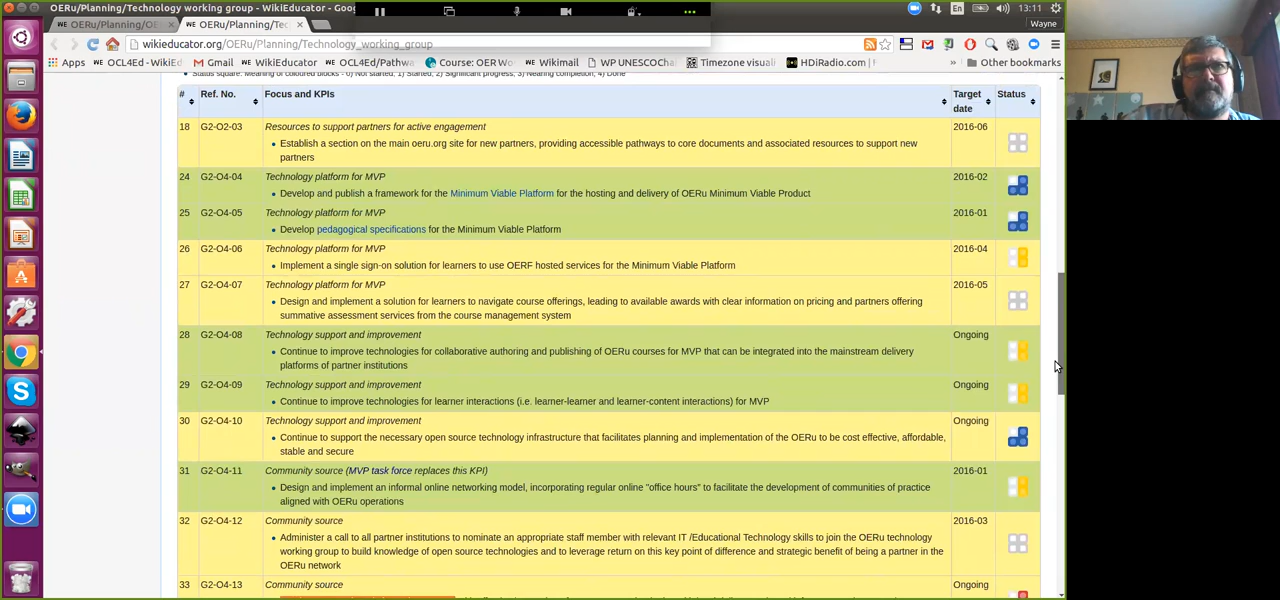 OERu/Planning/Technology working group - WikiEducator - Goo
13:11
En
WE OERu/Planning/OER
WE OERu/Planning/Tec
Wayne
wikieducator.org/OERu/Planning/Technology_working_group
Apps
WE OCL4Ed - WikiEd
Gmail
WE WikiEducator
WE OCL4Ed/Pathwa
Course: OER Wo
WE Wikimail
WP UNESCOChai
Timezone visuali
HDiRadio.com |
»
Other bookmarks
Status square: Meaning of coloured blocks - 0) Not started; 1) Started; 2) Significant progress; 3) Nearing completion; 4) Done
# Ref. No. Focus and KPIs Target date Status
18 G2-O2-03 Resources to support partners for active engagement 2016-06
Establish a section on the main oeru.org site for new partners, providing accessible pathways to core documents and associated resources to support new
partners
24 G2-O4-04 Technology platform for MVP 2016-02
Develop and publish a framework for the Minimum Viable Platform for the hosting and delivery of OERu Minimum Viable Product
25 G2-O4-05 Technology platform for MVP 2016-01
Develop pedagogical specifications for the Minimum Viable Platform
26 G2-O4-06 Technology platform for MVP 2016-04
Implement a single sign-on solution for learners to use OERF hosted services for the Minimum Viable Platform
27 G2-O4-07 Technology platform for MVP 2016-05
Design and implement a solution for learners to navigate course offerings, leading to available awards with clear information on pricing and partners offering
summative assessment services from the course management system
28 G2-O4-08 Technology support and improvement Ongoing
Continue to improve technologies for collaborative authoring and publishing of OERu courses for MVP that can be integrated into the mainstream delivery
platforms of partner institutions
29 G2-O4-09 Technology support and improvement Ongoing
Continue to improve technologies for learner interactions (i.e. learner-learner and learner-content interactions) for MVP
30 G2-O4-10 Technology support and improvement Ongoing
Continue to support the necessary open source technology infrastructure that facilitates planning and implementation of the OERu to be cost effective, affordable,
stable and secure
31 G2-O4-11 Community source (MVP task force replaces this KPI) 2016-01
Design and implement an informal online networking model, incorporating regular online "office hours" to facilitate the development of communities of practice
aligned with OERu operations
32 G2-O4-12 Community source 2016-03
Administer a call to all partner institutions to nominate an appropriate staff member with relevant IT /Educational Technology skills to join the OERu technology
working group to build knowledge of open source technologies and to leverage return on this key point of difference and strategic benefit of being a partner in the
OERu network
33 G2-O4-13 Community source Ongoing